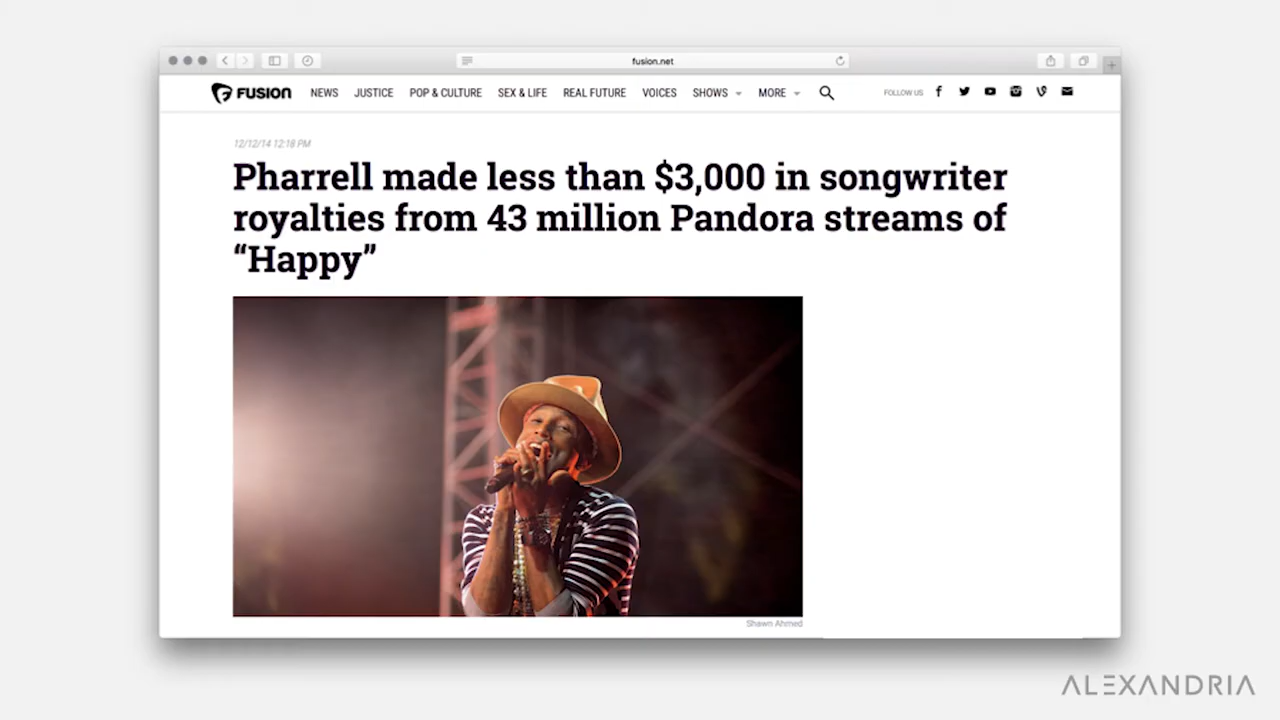 fusion.net
FUSION NEWS JUSTICE POP & CULTURE SEX & LIFE REAL FUTURE VOICES SHOWS MORE FOLLOW US
12/12/14 12:18 PM
Pharrell made less than $3,000 in songwriter
royalties from 43 million Pandora streams of
“Happy”
Shawn Ahmed
ALEXANDRIA